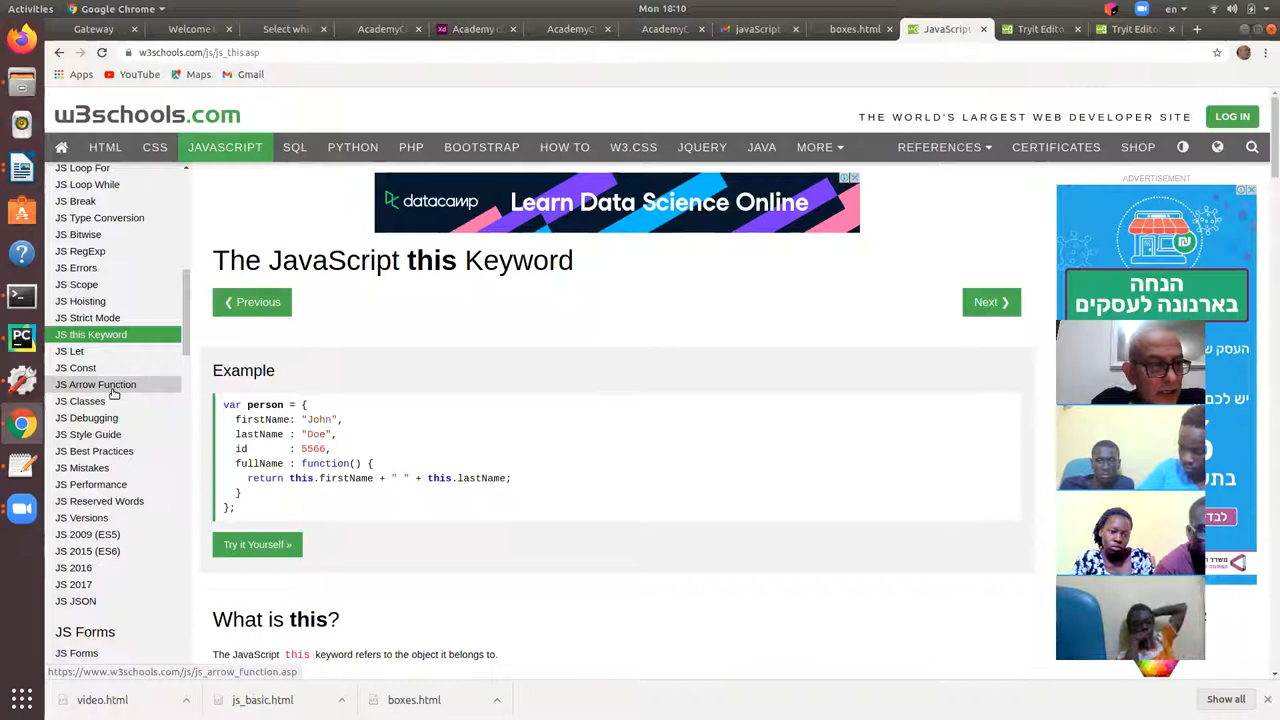 Activities Google Chrome Mon 18:10 en
Gateway Welcome Select whi AcademyC Academy c AcademyC AcademyC javaScript boxes.html JavaScript Tryit Edito Tryit Edito
w3schools.com/js/js_this.asp
Apps YouTube Maps Gmail
w3schools.com THE WORLD'S LARGEST WEB DEVELOPER SITE LOG IN
HTML CSS JAVASCRIPT SQL PYTHON PHP BOOTSTRAP HOW TO W3.CSS JQUERY JAVA MORE REFERENCES CERTIFICATES SHOP
JS Loop For
JS Loop While
JS Break
JS Type Conversion
JS Bitwise
JS RegExp
JS Errors
JS Scope
JS Hoisting
JS Strict Mode
JS this Keyword
JS Let
JS Const
JS Arrow Function
JS Classes
JS Debugging
JS Style Guide
JS Best Practices
JS Mistakes
JS Performance
JS Reserved Words
JS Versions
JS 2009 (ES5)
JS 2015 (ES6)
JS 2016
JS 2017
JS JSON
JS Forms
JS Forms
https://www.w3schools.com/js/js_arrow_function.asp
datacamp Learn Data Science Online
The JavaScript this Keyword
❮ Previous Next ❯
Example
var person = {
firstName: "John",
lastName : "Doe",
id : 5566,
fullName : function() {
return this.firstName + " " + this.lastName;
}
};
Try it Yourself »
What is this?
The JavaScript this keyword refers to the object it belongs to.
ADVERTISEMENT
הנחה
בארנונה לעסקים
העסק
יש לכם
PC
video.html js_basic.html boxes.html Show all